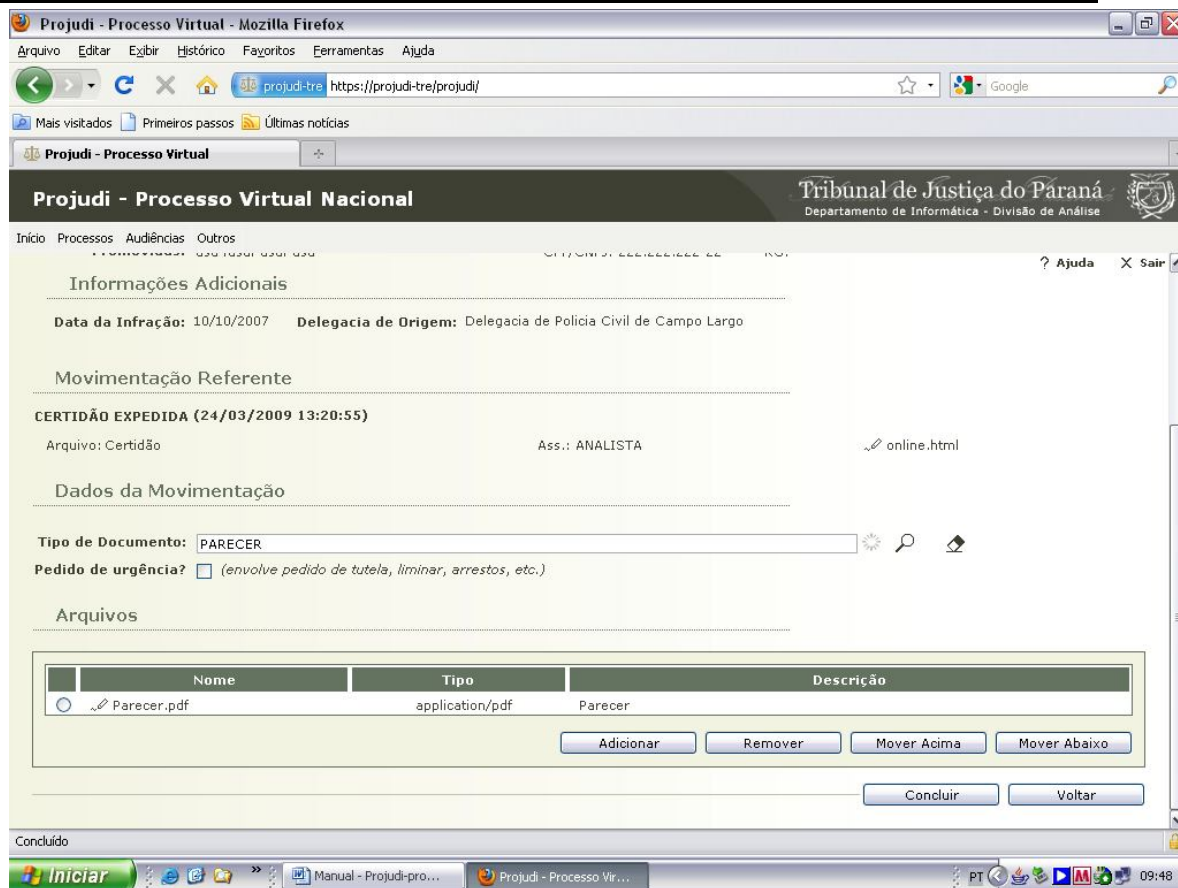 Projudi - Processo Virtual - Mozilla Firefox
Arquivo Editar Exibir Histórico Favoritos Ferramentas Ajuda
projudi-tre https://projudi-tre/projudi/ Google
Mais visitados Primeiros passos Últimas notícias
Projudi - Processo Virtual
Projudi - Processo Virtual Nacional
Tribunal de Justiça do Paraná
Departamento de Informática - Divisão de Análise
Início Processos Audiências Outros
? Ajuda X Sair
Informações Adicionais
Data da Infração: 10/10/2007 Delegacia de Origem: Delegacia de Policia Civil de Campo Largo
Movimentação Referente
CERTIDÃO EXPEDIDA (24/03/2009 13:20:55)
Arquivo: Certidão Ass.: ANALISTA online.html
Dados da Movimentação
Tipo de Documento: PARECER
Pedido de urgência? (envolve pedido de tutela, liminar, arrestos, etc.)
Arquivos
Nome Tipo Descrição
Parecer.pdf application/pdf Parecer
Adicionar Remover Mover Acima Mover Abaixo
Concluir Voltar
Concluído
Iniciar » Manual - Projudi-pro... Projudi - Processo Vir... PT 09:48